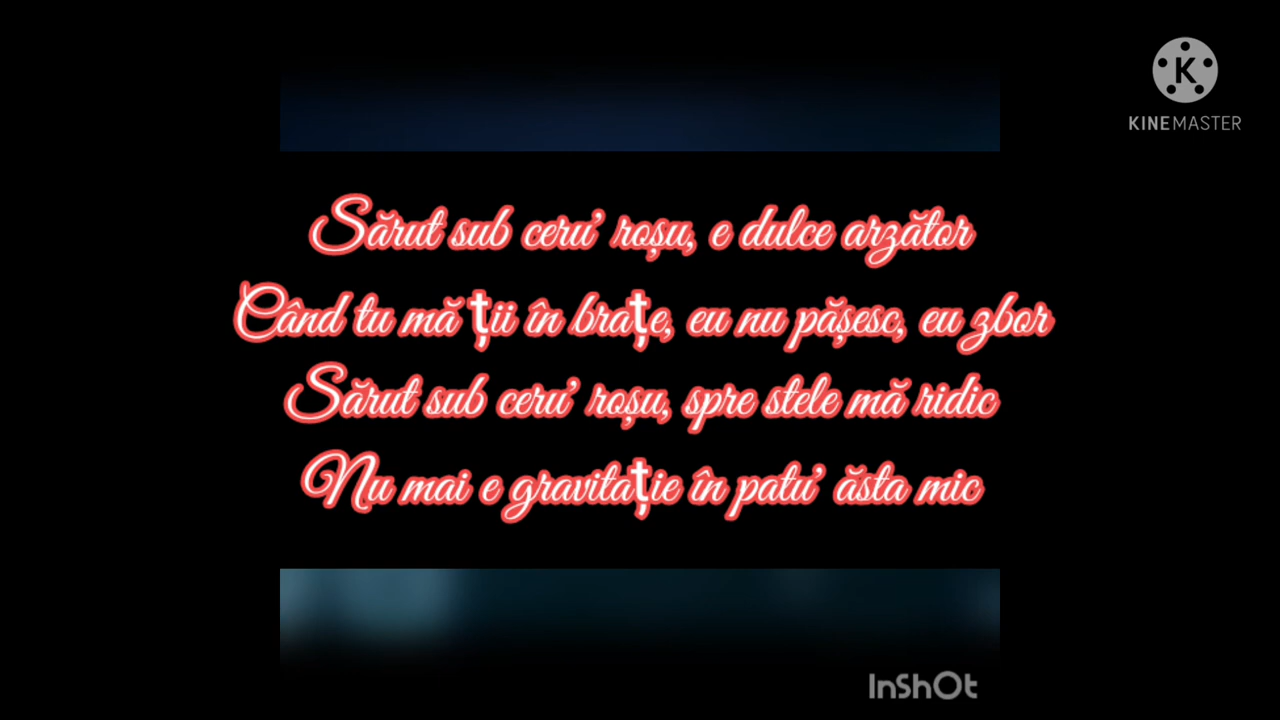 KINEMASTER
Sărut sub ceru' roșu, e dulce arzător
Când tu mă ții în brațe, eu nu pășesc, eu zbor
Sărut sub ceru' roșu, spre stele mă ridic
Nu mai e gravitație în patu' ăsta mic
InShOt